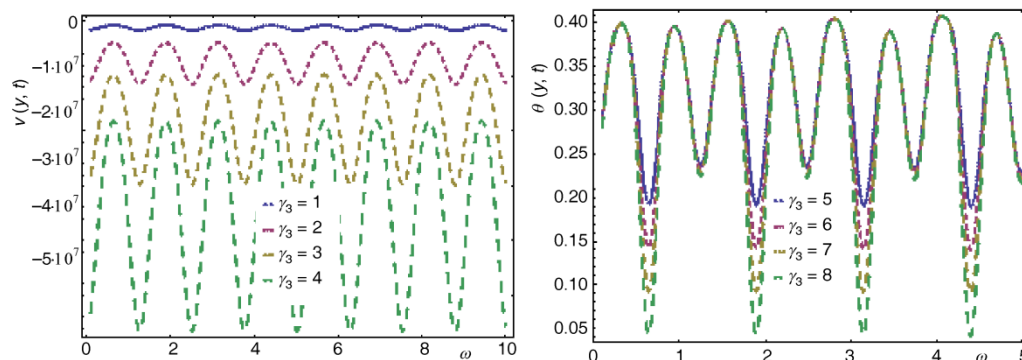 0
−1·10⁷
−2·10⁷
−3·10⁷
−4·10⁷
−5·10⁷
ν (y, t)
γ₃ = 1
γ₃ = 2
γ₃ = 3
γ₃ = 4
0 2 4 6 8 ω 10
0.40
0.35
0.30
0.25
0.20
0.15
0.10
0.05
θ (y, t)
γ₃ = 5
γ₃ = 6
γ₃ = 7
γ₃ = 8
0 1 2 3 4 ω